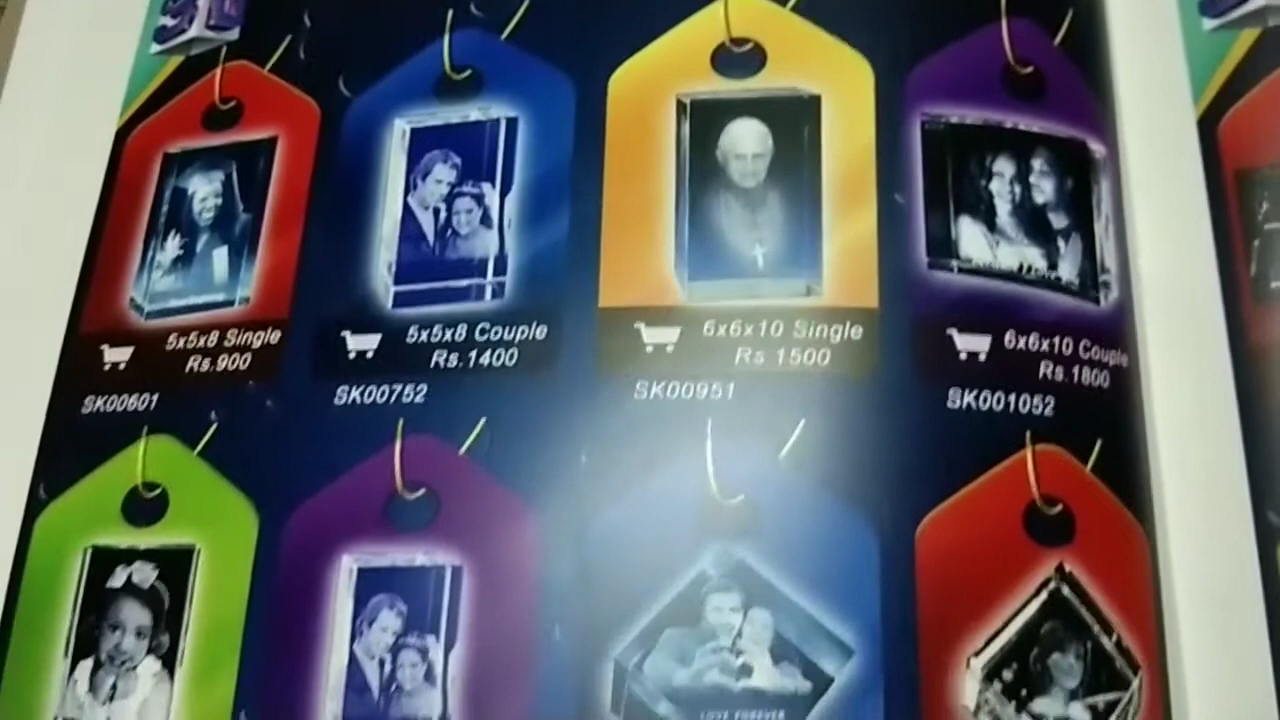 3D
5x5x8 Single
Rs.900
SK00601
5x5x8 Couple
Rs.1400
SK00752
6x6x10 Single
Rs 1500
SK00951
6x6x10 Couple
Rs.1800
SK001052
LOVE FOREVER